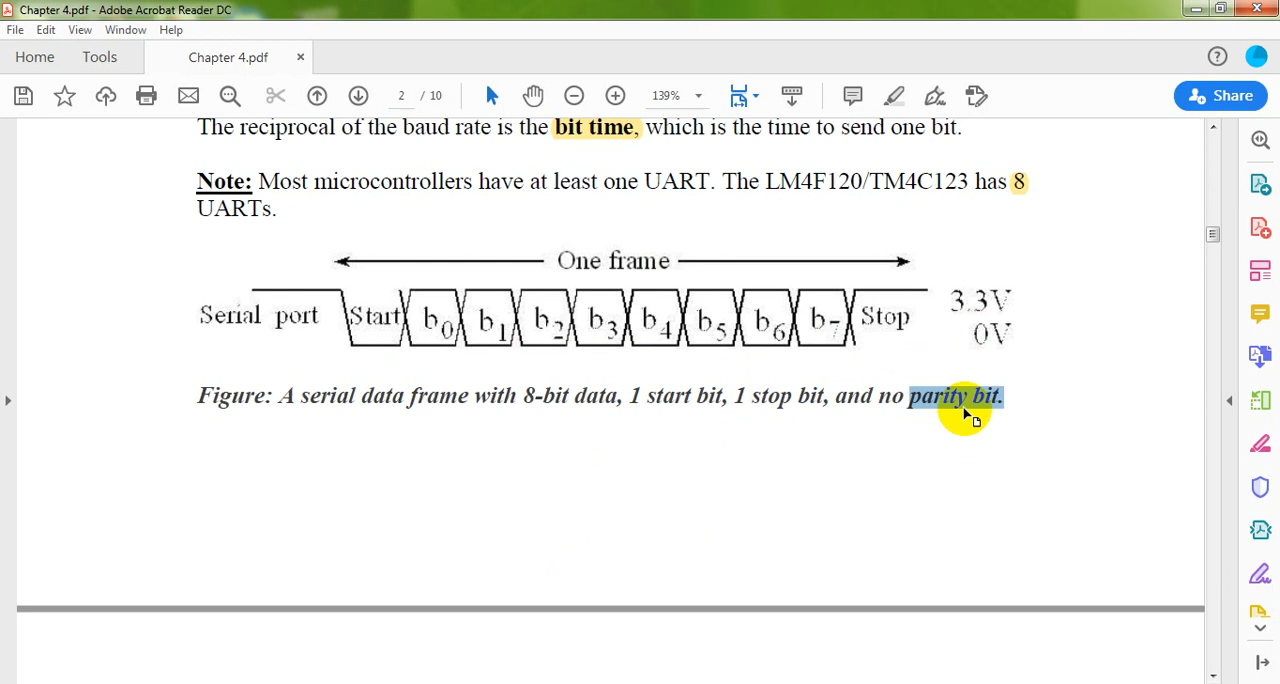 Chapter 4.pdf - Adobe Acrobat Reader DC
File Edit View Window Help
Home Tools Chapter 4.pdf ×
2 / 10 139% Share
The reciprocal of the baud rate is the bit time, which is the time to send one bit.
Note: Most microcontrollers have at least one UART. The LM4F120/TM4C123 has 8
UARTs.
One frame
Serial port Start b0 b1 b2 b3 b4 b5 b6 b7 Stop 3.3V
0V
Figure: A serial data frame with 8-bit data, 1 start bit, 1 stop bit, and no parity bit.